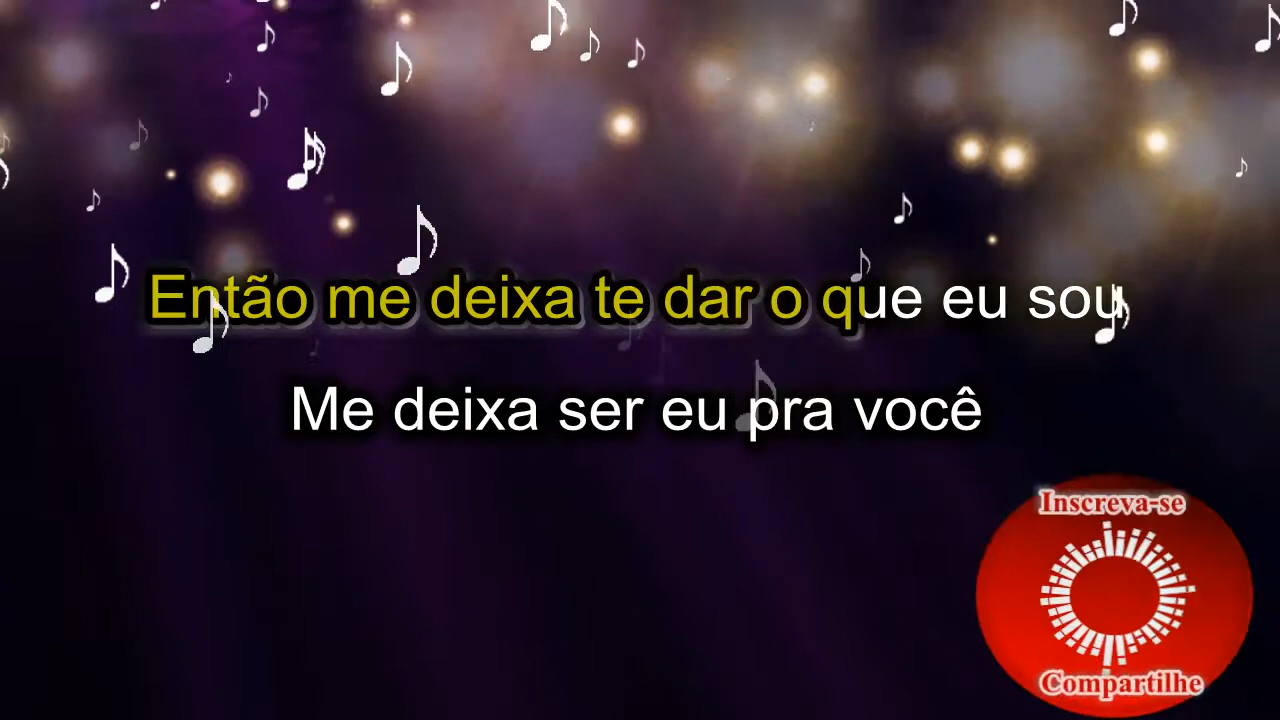 Então me deixa te dar o que eu sou
Me deixa ser eu pra você
Inscreva-se
Compartilhe